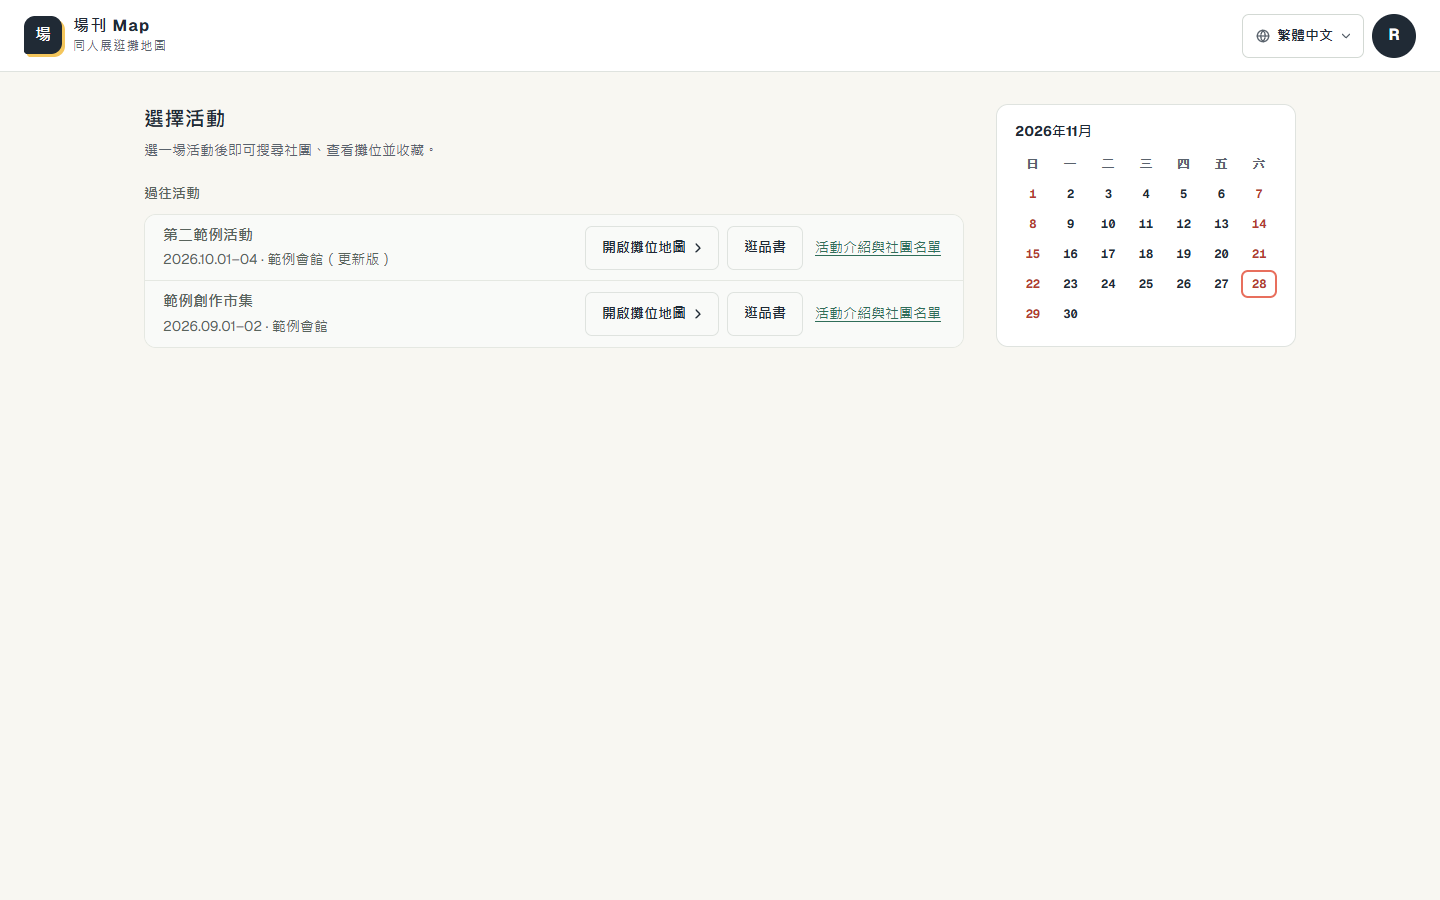 場
場刊 Map
同人展逛攤地圖
繁體中文
R
選擇活動
選一場活動後即可搜尋社團、查看攤位並收藏。
過往活動
第二範例活動
2026.10.01–04 · 範例會館（更新版）
開啟攤位地圖
逛品書
活動介紹與社團名單
範例創作市集
2026.09.01–02 · 範例會館
開啟攤位地圖
逛品書
活動介紹與社團名單
2026年11月
日 一 二 三 四 五 六
1 2 3 4 5 6 7
8 9 10 11 12 13 14
15 16 17 18 19 20 21
22 23 24 25 26 27 28
29 30